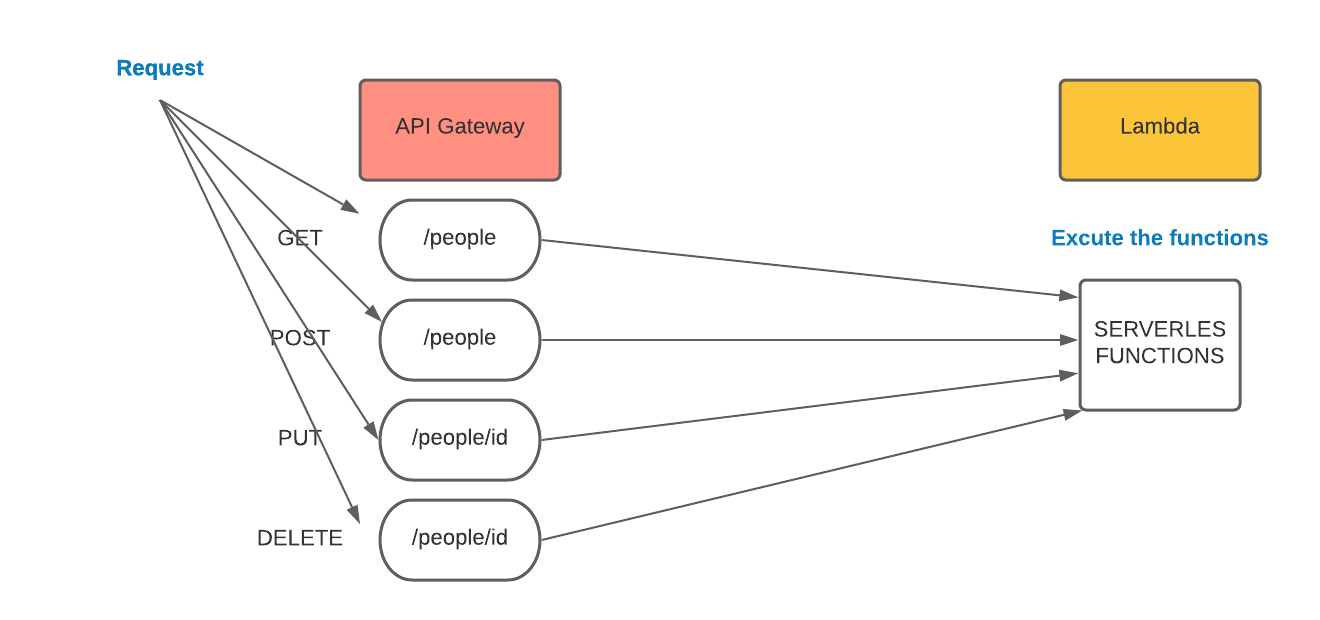 Request
API Gateway
Lambda
GET
/people
Excute the functions
POST
/people
SERVERLES
FUNCTIONS
PUT
/people/id
DELETE
/people/id